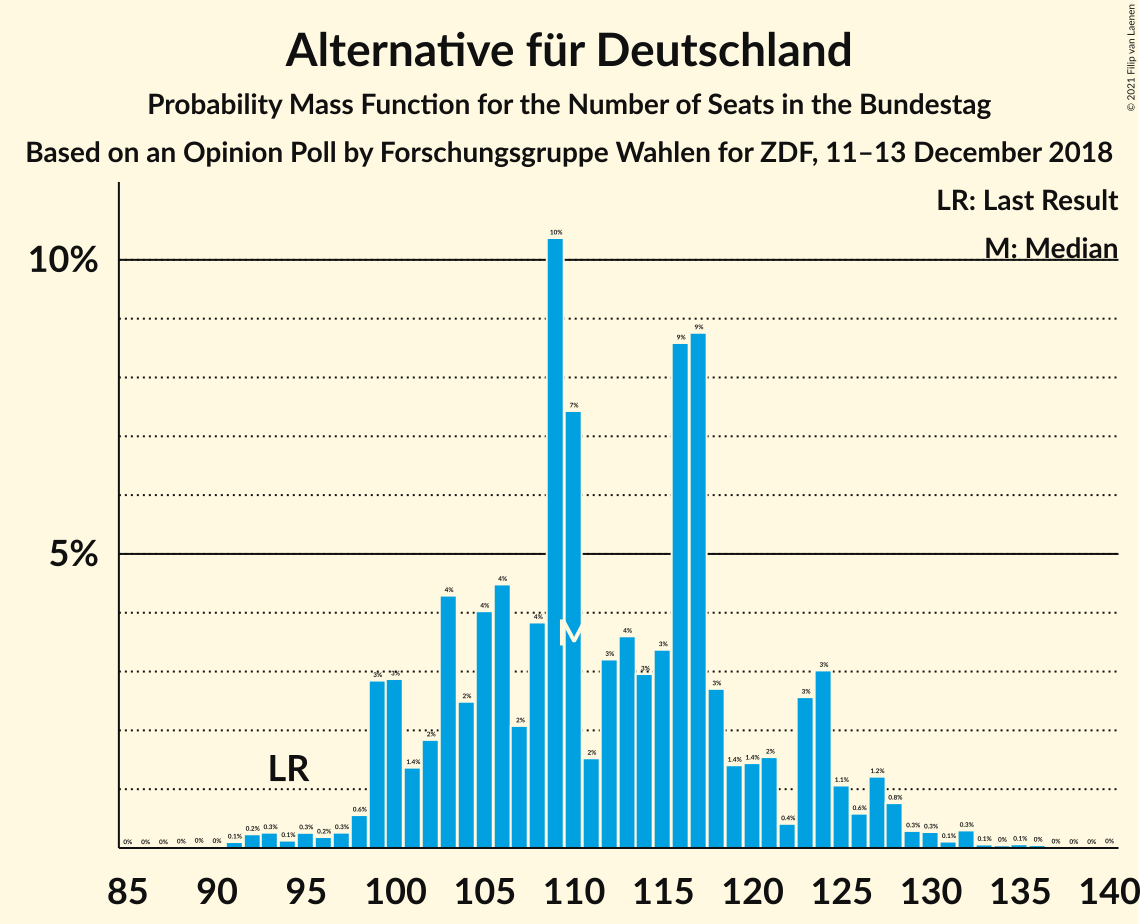 © 2021 Filip van Laenen
Alternative für Deutschland
Probability Mass Function for the Number of Seats in the Bundestag
Based on an Opinion Poll by Forschungsgruppe Wahlen for ZDF, 11–13 December 2018
LR: Last Result
M: Median
10%
5%
LR
M
0% 0% 0% 0% 0% 0% 0.1% 0.2% 0.3% 0.1% 0.3% 0.2% 0.3% 0.6% 3% 3% 1.4% 2% 4% 2% 4% 4% 2% 4% 10% 7% 2% 3% 4% 3% 3% 9% 9% 3% 1.4% 1.4% 2% 0.4% 3% 3% 1.1% 0.6% 1.2% 0.8% 0.3% 0.3% 0.1% 0.3% 0.1% 0% 0.1% 0% 0% 0% 0% 0%
85 90 95 100 105 110 115 120 125 130 135 140